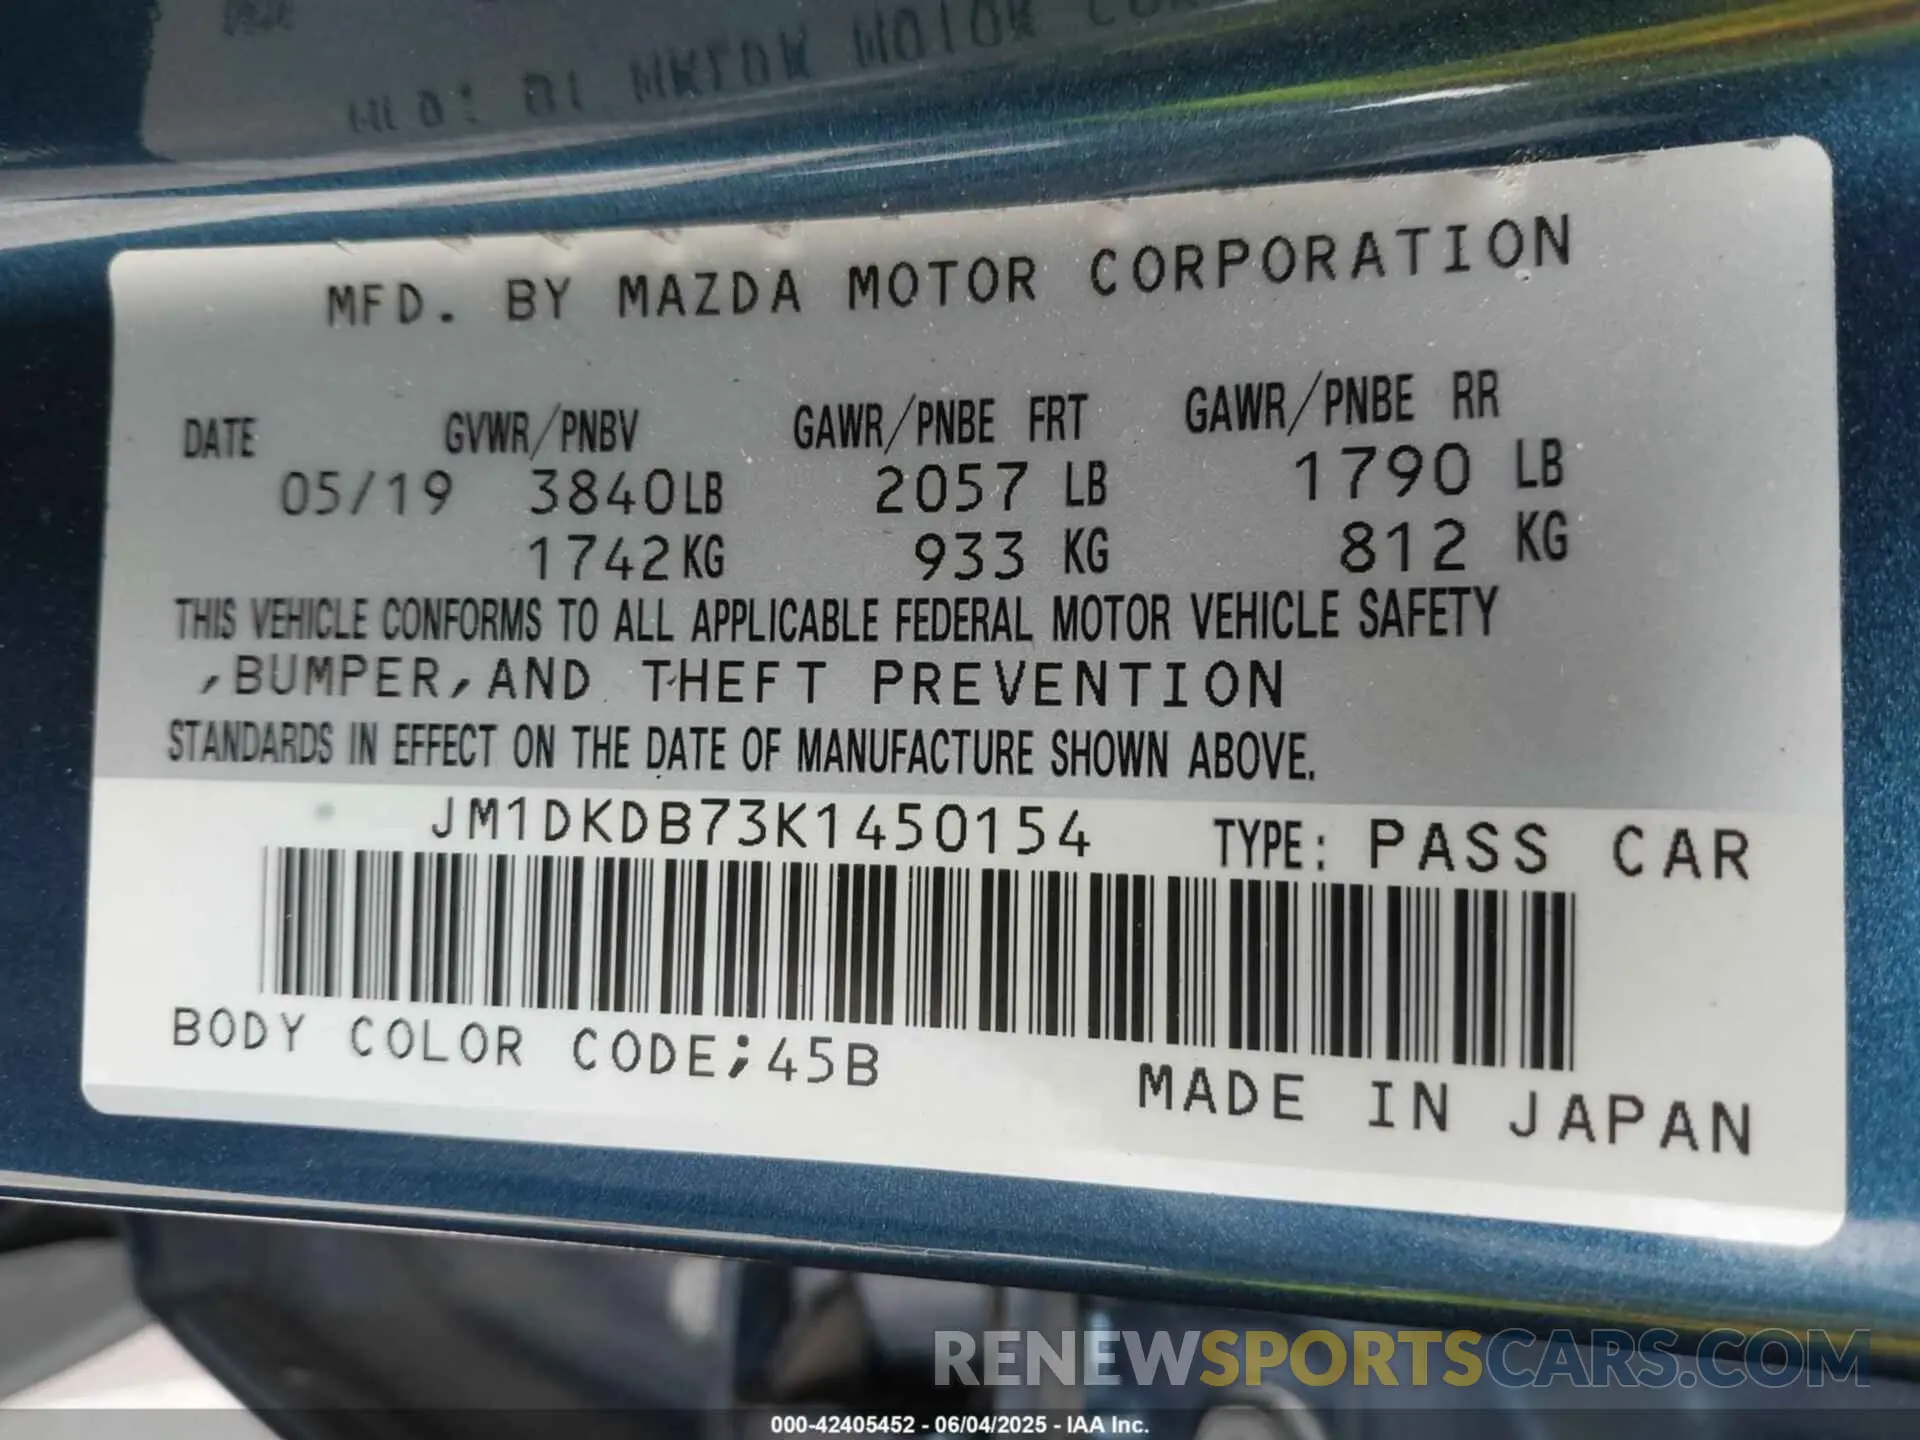 MFD. BY MAZDA MOTOR CORPORATION
DATE GVWR/PNBV GAWR/PNBE FRT GAWR/PNBE RR
05/19 3840LB 2057 LB 1790 LB
1742KG 933 KG 812 KG
THIS VEHICLE CONFORMS TO ALL APPLICABLE FEDERAL MOTOR VEHICLE SAFETY
,BUMPER,AND THEFT PREVENTION
STANDARDS IN EFFECT ON THE DATE OF MANUFACTURE SHOWN ABOVE.
JM1DKDB73K1450154 TYPE: PASS CAR
BODY COLOR CODE;45B
MADE IN JAPAN
RENEWSPORTSCARS.COM
000-42405452 - 06/04/2025 - IAA Inc.